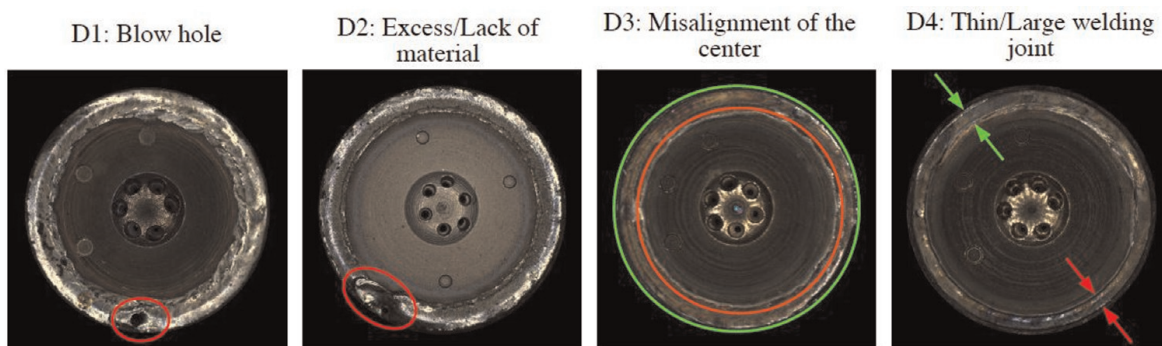 D1: Blow hole
D2: Excess/Lack of
material
D3: Misalignment of the
center
D4: Thin/Large welding
joint